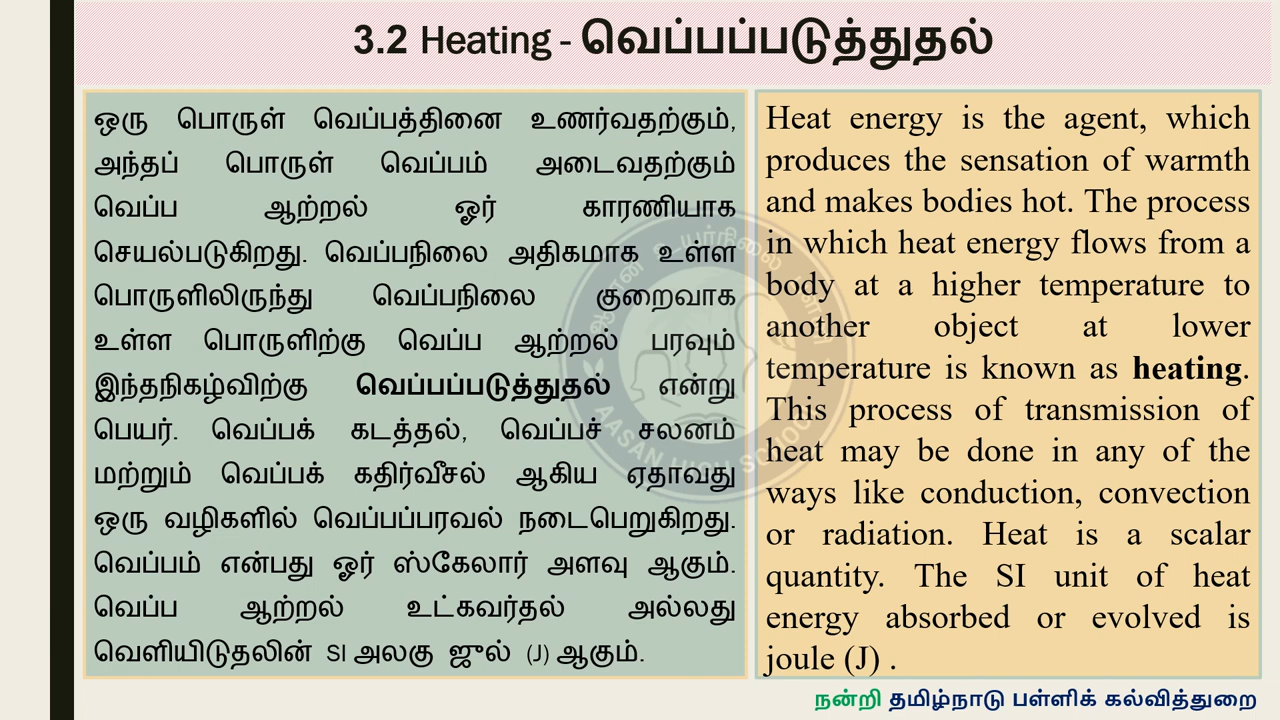 3.2 Heating - வெப்பப்படுத்துதல்
ஒரு பொருள் வெப்பத்தினை உணர்வதற்கும்,
அந்தப் பொருள் வெப்பம் அடைவதற்கும்
வெப்ப ஆற்றல் ஓர் காரணியாக
செயல்படுகிறது. வெப்பநிலை அதிகமாக உள்ள
பொருளிலிருந்து வெப்பநிலை குறைவாக
உள்ள பொருளிற்கு வெப்ப ஆற்றல் பரவும்
இந்தநிகழ்விற்கு வெப்பப்படுத்துதல் என்று
பெயர். வெப்பக் கடத்தல், வெப்பச் சலனம்
மற்றும் வெப்பக் கதிர்வீசல் ஆகிய ஏதாவது
ஒரு வழிகளில் வெப்பப்பரவல் நடைபெறுகிறது.
வெப்பம் என்பது ஓர் ஸ்கேலார் அளவு ஆகும்.
வெப்ப ஆற்றல் உட்கவர்தல் அல்லது
வெளியிடுதலின் SI அலகு ஜுல் (J) ஆகும்.
Heat energy is the agent, which
produces the sensation of warmth
and makes bodies hot. The process
in which heat energy flows from a
body at a higher temperature to
another object at lower
temperature is known as heating.
This process of transmission of
heat may be done in any of the
ways like conduction, convection
or radiation. Heat is a scalar
quantity. The SI unit of heat
energy absorbed or evolved is
joule (J) .
AASAN HIGH SCHOOL
நன்றி தமிழ்நாடு பள்ளிக் கல்வித்துறை